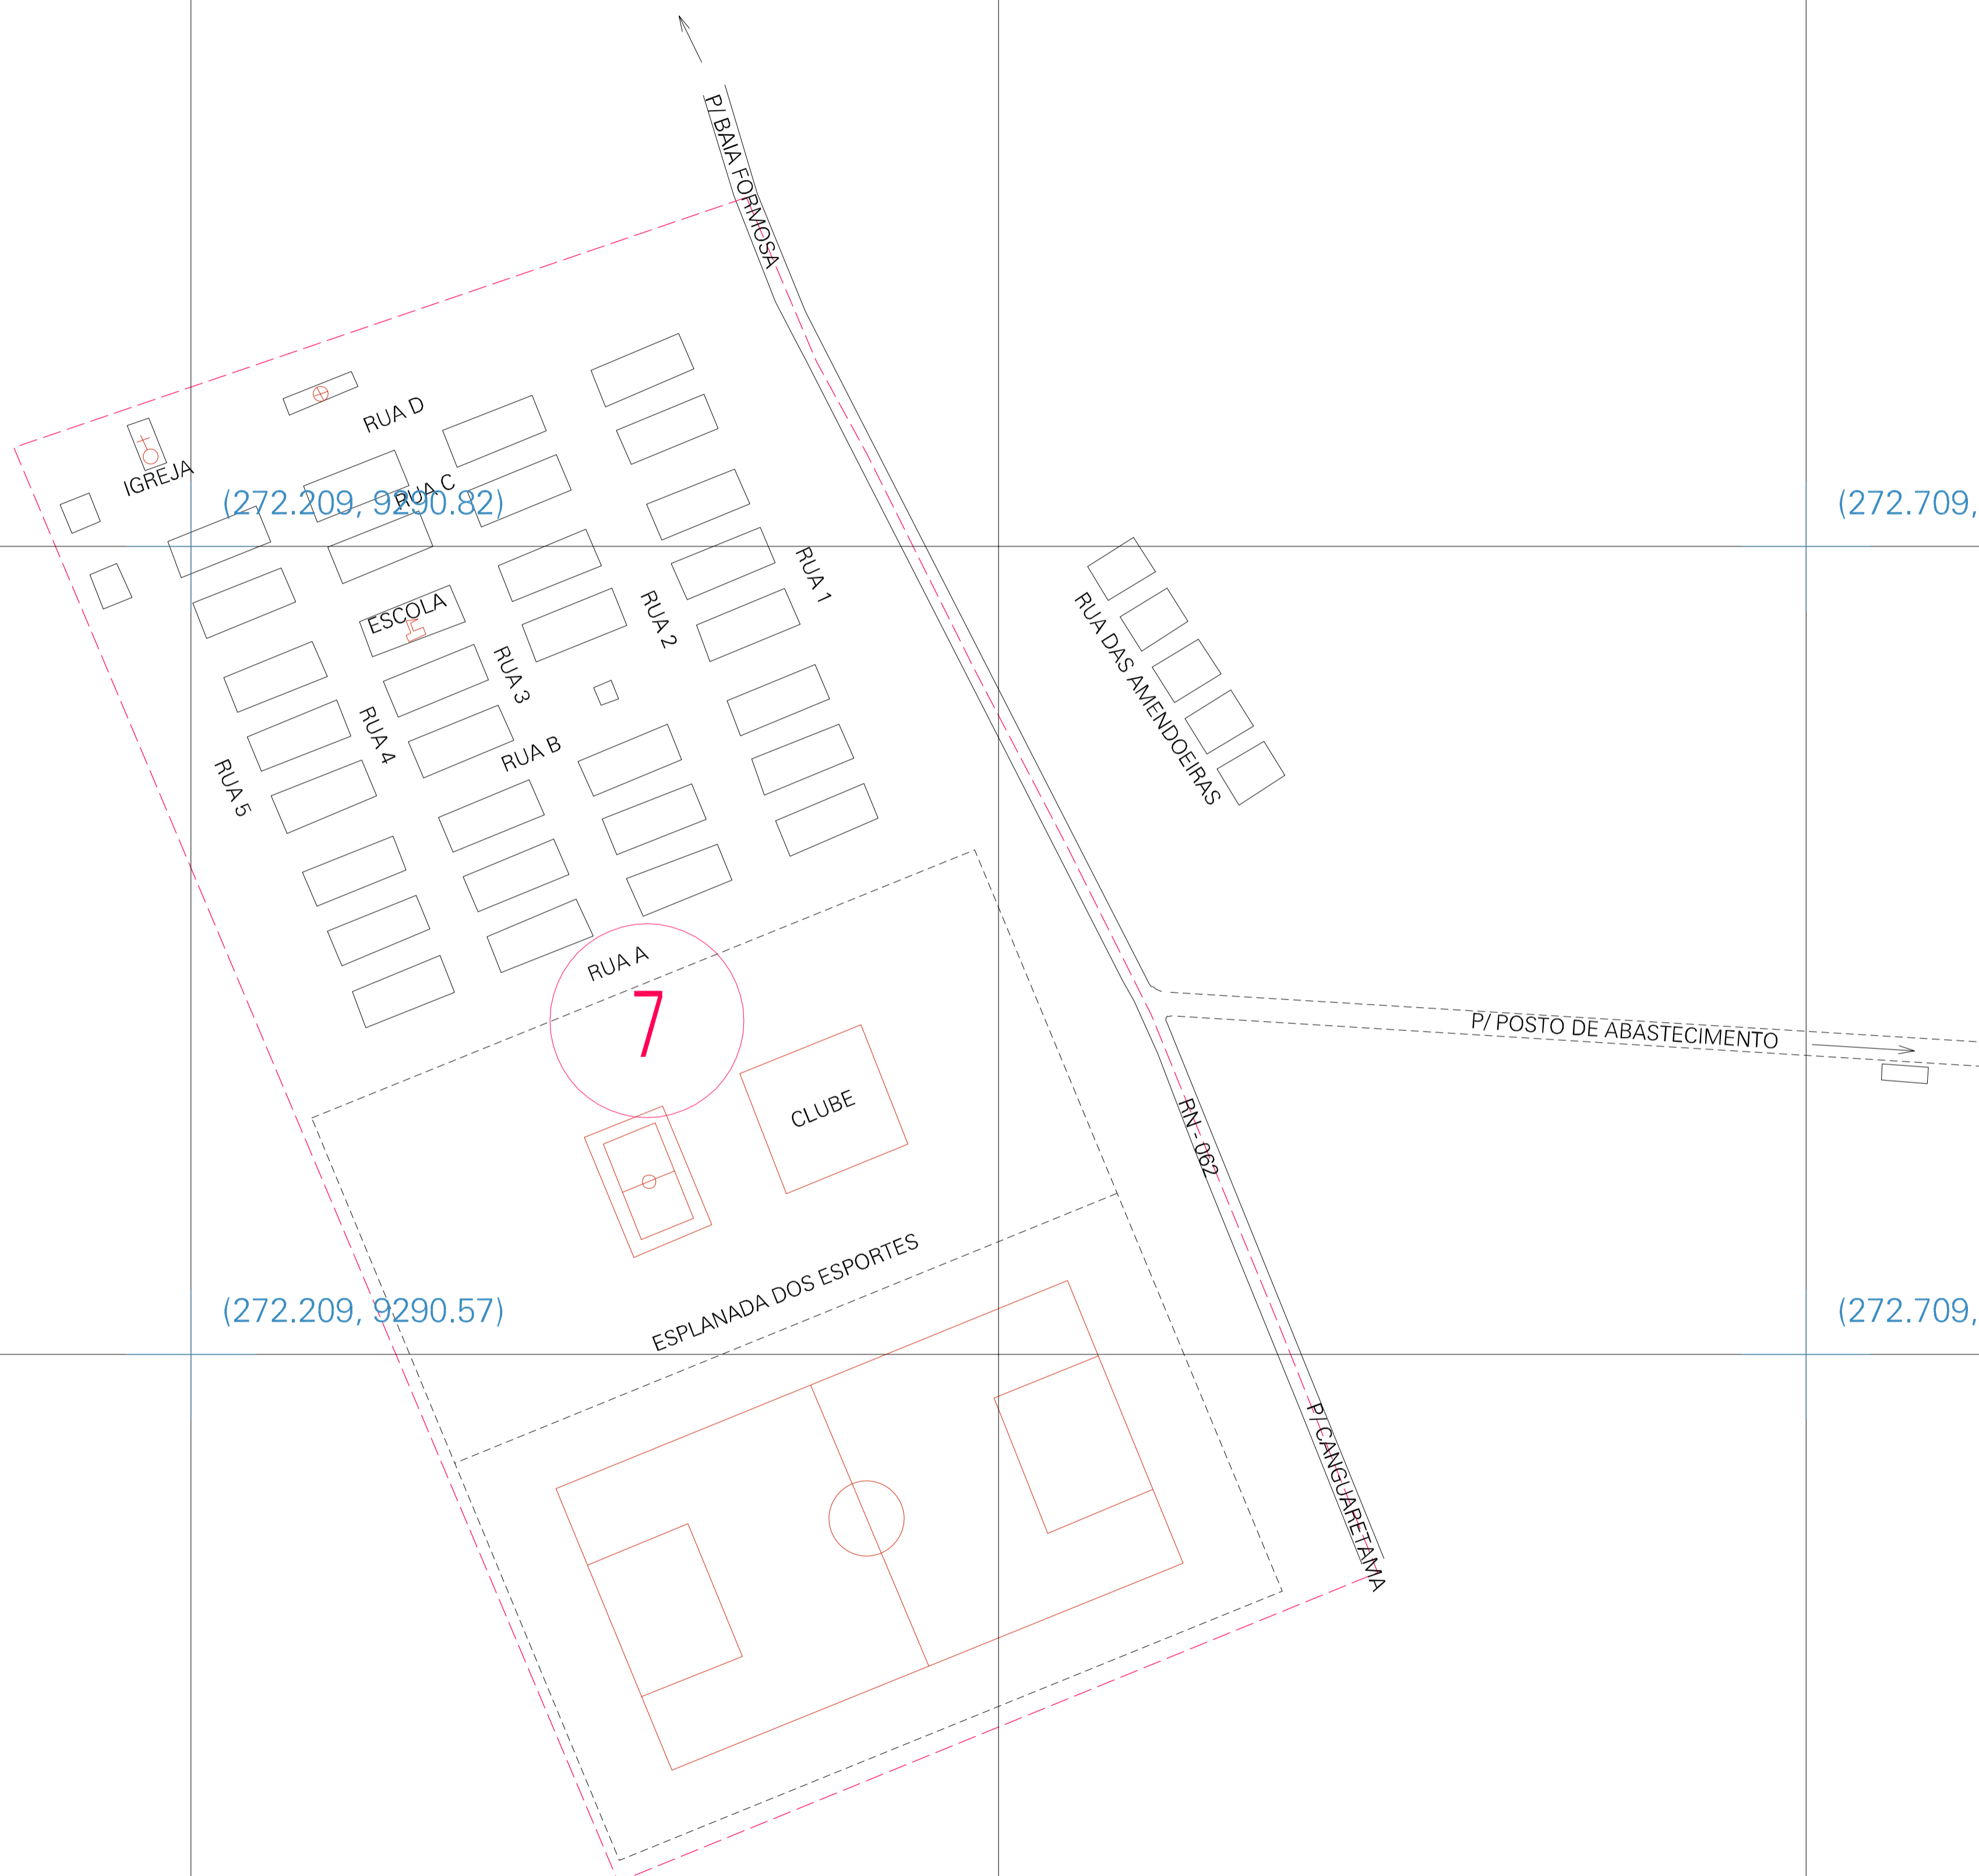 P/ BAIA FORMOSA
RUA D
IGREJA
RUA C
(272.209, 9290.82)
(272.709,
RUA 1
ESCOLA
RUA 2
RUA DAS AMENDOEIRAS
RUA 3
RUA 4
RUA B
RUA 5
RUA A
7
P/ POSTO DE ABASTECIMENTO
CLUBE
RN - 062
ESPLANADA DOS ESPORTES
(272.209, 9290.57)
(272.709,
P/ CANGUARETAMA